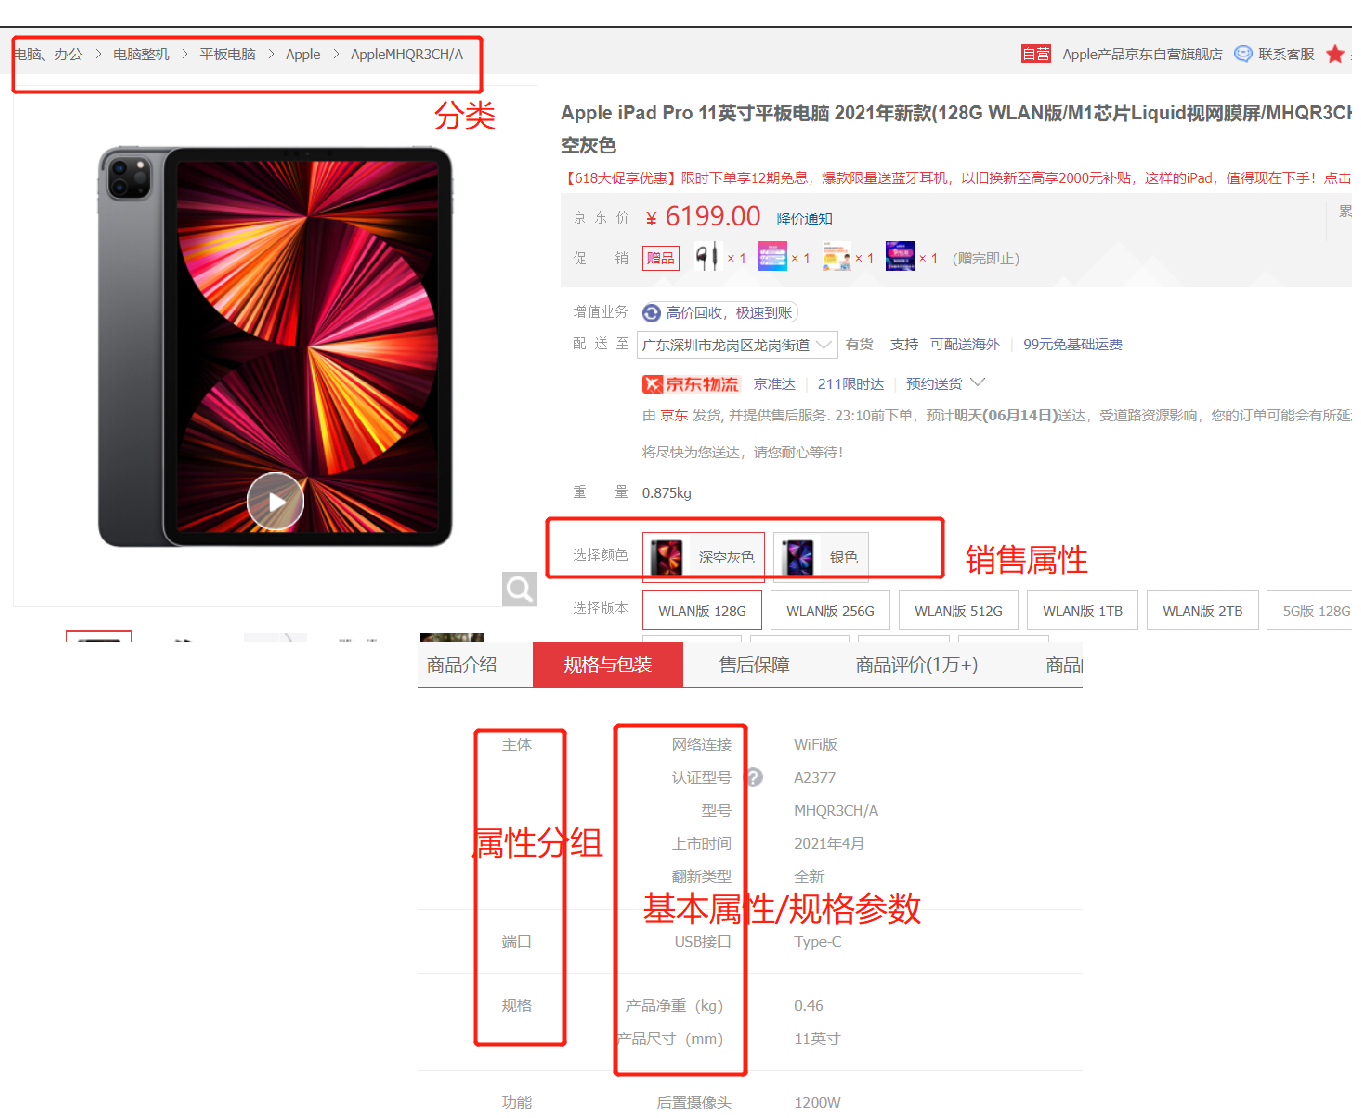 电脑、办公 > 电脑整机 > 平板电脑 > Apple > AppleMHQR3CH/A
自营 Apple产品京东自营旗舰店 联系客服
分类
Apple iPad Pro 11英寸平板电脑 2021年新款(128G WLAN版/M1芯片Liquid视网膜屏/MHQR3CH
空灰色
【618大促享优惠】限时下单享12期免息，爆款限量送蓝牙耳机，以旧换新至高享2000元补贴，这样的iPad，值得现在下手！点击
京 东 价 ¥ 6199.00 降价通知
累
促 销 赠品 × 1 × 1 × 1 × 1 (赠完即止)
增值业务 高价回收，极速到账
配 送 至 广东深圳市龙岗区龙岗街道 有货 支持 可配送海外 | 99元免基础运费
京东物流 京准达 | 211限时达 | 预约送货
由 京东 发货, 并提供售后服务. 23:10前下单，预计明天(06月14日)送达，受道路资源影响，您的订单可能会有所延
将尽快为您送达，请您耐心等待！
重 量 0.875kg
选择颜色 深空灰色 银色
销售属性
选择版本 WLAN版 128G WLAN版 256G WLAN版 512G WLAN版 1TB WLAN版 2TB 5G版 128G
商品介绍 规格与包装 售后保障 商品评价(1万+) 商品
主体 网络连接 WiFi版
认证型号 ? A2377
型号 MHQR3CH/A
上市时间 2021年4月
属性分组
翻新类型 全新
基本属性/规格参数
端口 USB接口 Type-C
规格 产品净重（kg） 0.46
产品尺寸（mm） 11英寸
功能 后置摄像头 1200W